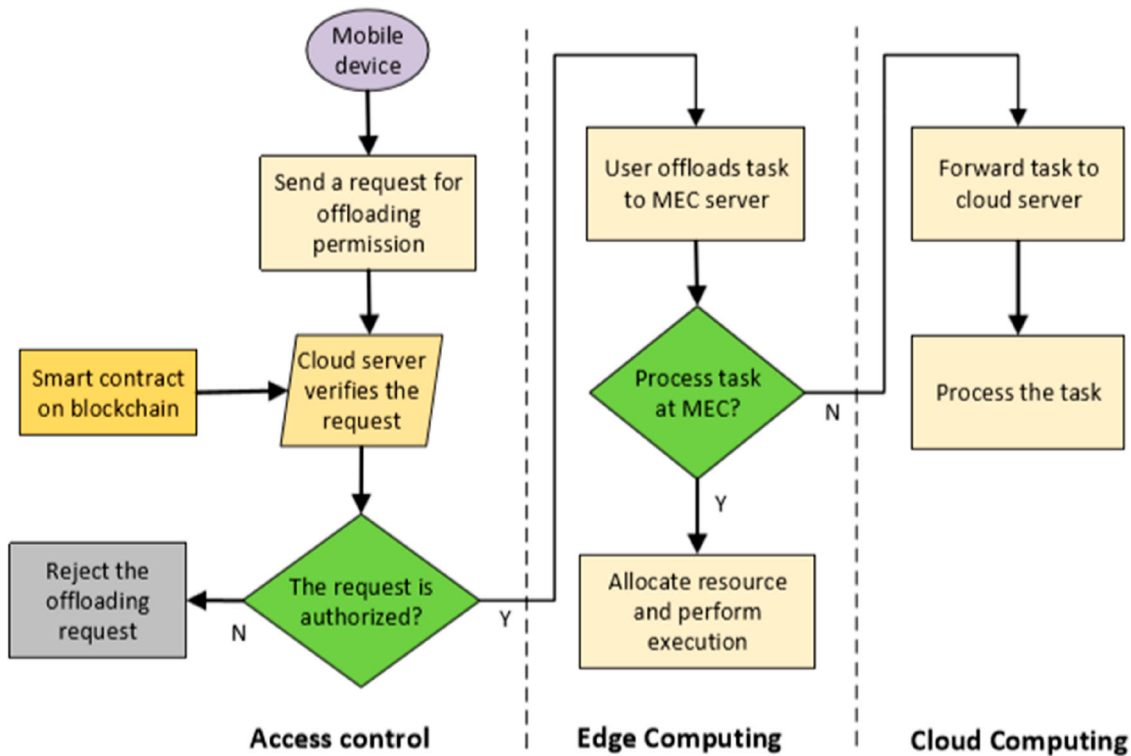 Mobile
device
Send a request for
offloading
permission
Smart contract
on blockchain
Cloud server
verifies the
request
The request is
authorized?
N
Y
Reject the
offloading
request
Access control
User offloads task
to MEC server
Process task
at MEC?
N
Y
Allocate resource
and perform
execution
Edge Computing
Forward task to
cloud server
Process the task
Cloud Computing